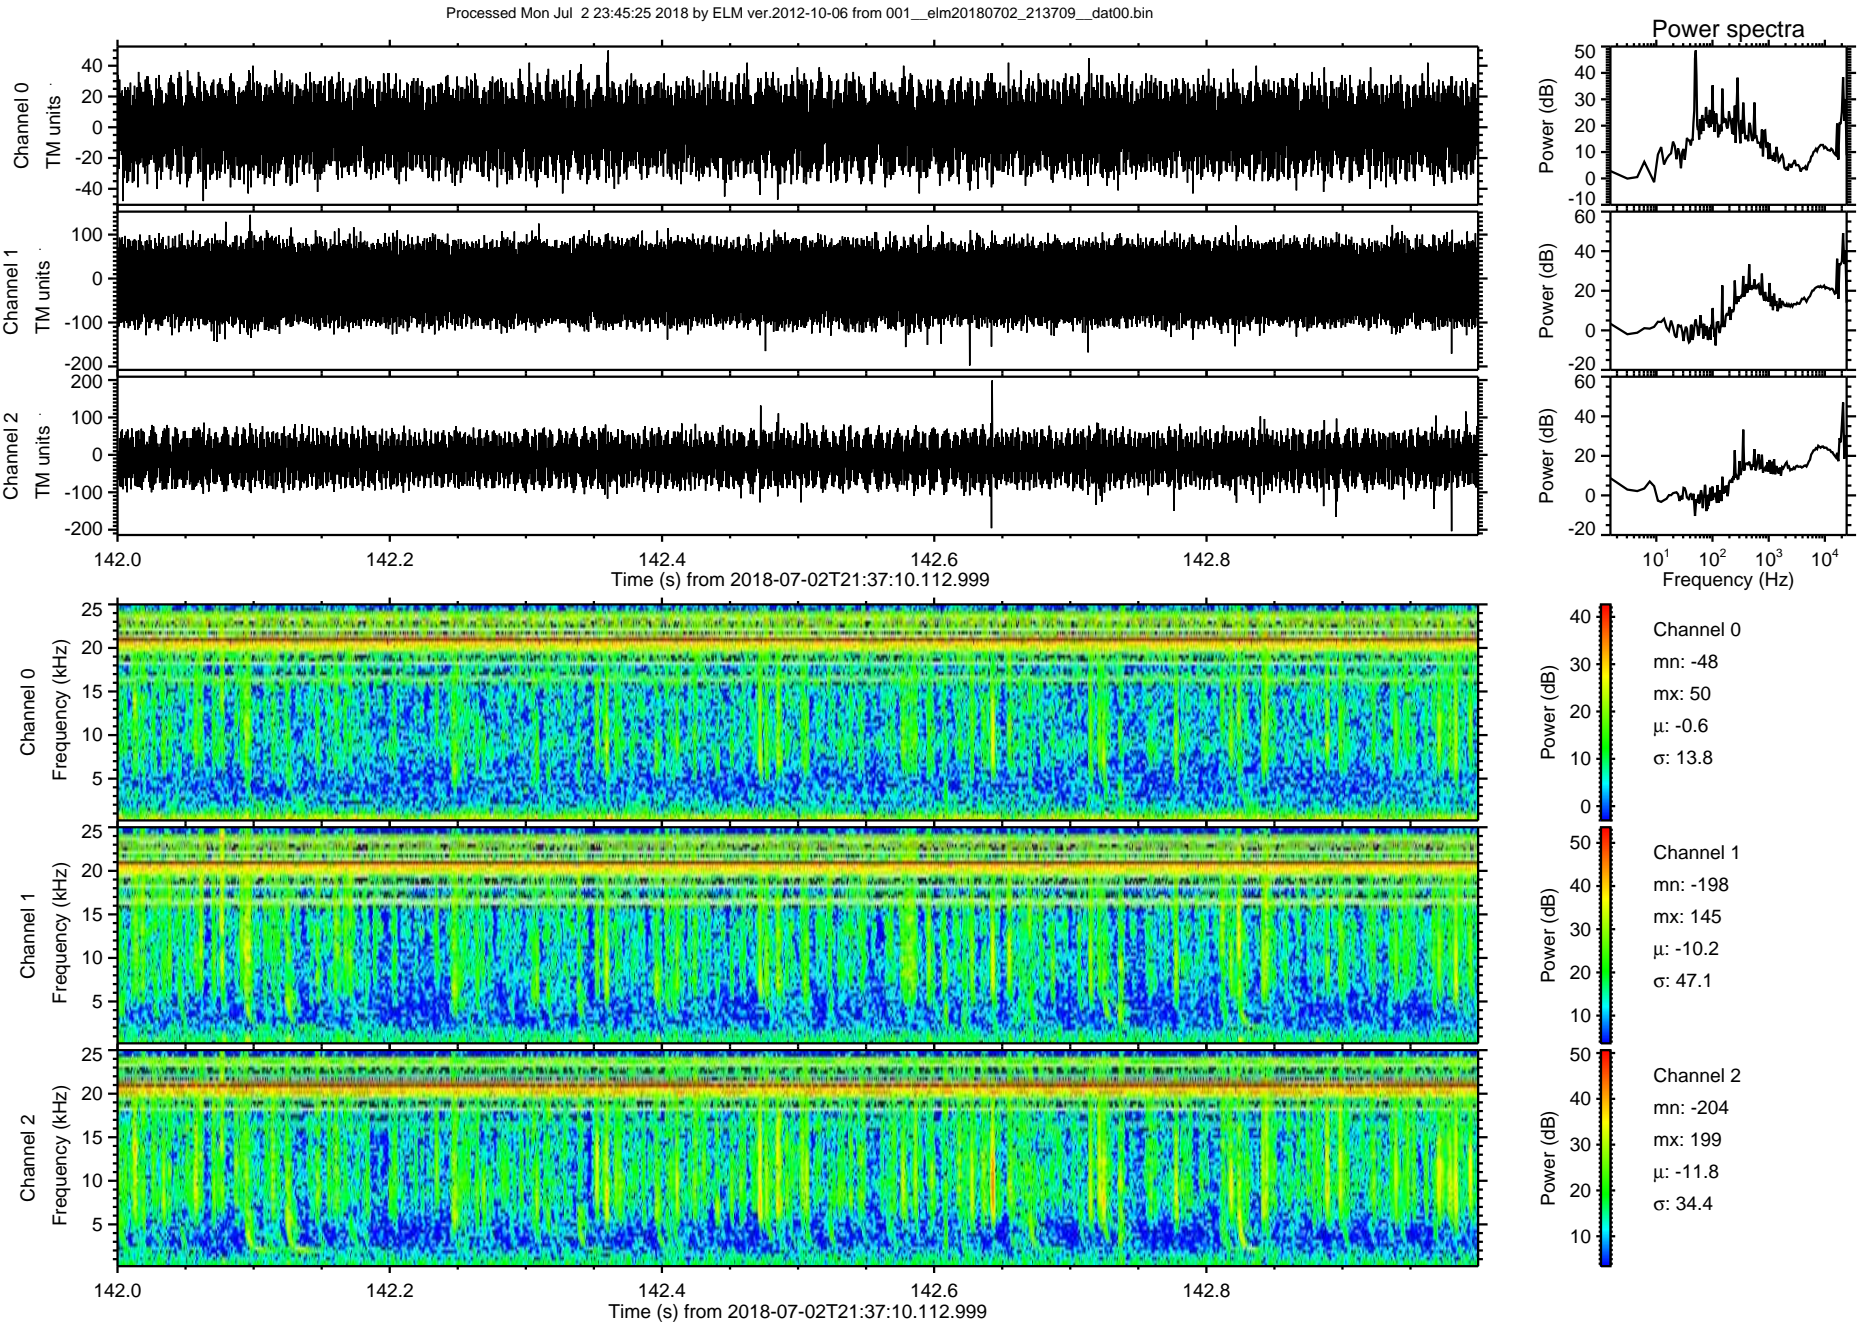 Processed Mon Jul 2 23:45:25 2018 by ELM ver.2012-10-06 from 001__elm20180702_213709__dat00.bin
Power spectra
Channel 0
TM units
40
20
0
-20
-40
Power (dB)
50
40
30
20
10
0
-10
Channel 1
TM units
100
0
-100
-200
Power (dB)
60
40
20
0
-20
Channel 2
TM units
200
100
0
-100
-200
Power (dB)
60
40
20
0
-20
142.0 142.2 142.4 142.6 142.8
Time (s) from 2018-07-02T21:37:10.112.999
10¹ 10² 10³ 10⁴
Frequency (Hz)
Channel 0
Frequency (kHz)
25
20
15
10
5
Power (dB)
40
30
20
10
0
Channel 0
mn: -48
mx: 50
μ: -0.6
σ: 13.8
Channel 1
Frequency (kHz)
25
20
15
10
5
Power (dB)
50
40
30
20
10
Channel 1
mn: -198
mx: 145
μ: -10.2
σ: 47.1
Channel 2
Frequency (kHz)
25
20
15
10
5
Power (dB)
50
40
30
20
10
Channel 2
mn: -204
mx: 199
μ: -11.8
σ: 34.4
142.0 142.2 142.4 142.6 142.8
Time (s) from 2018-07-02T21:37:10.112.999